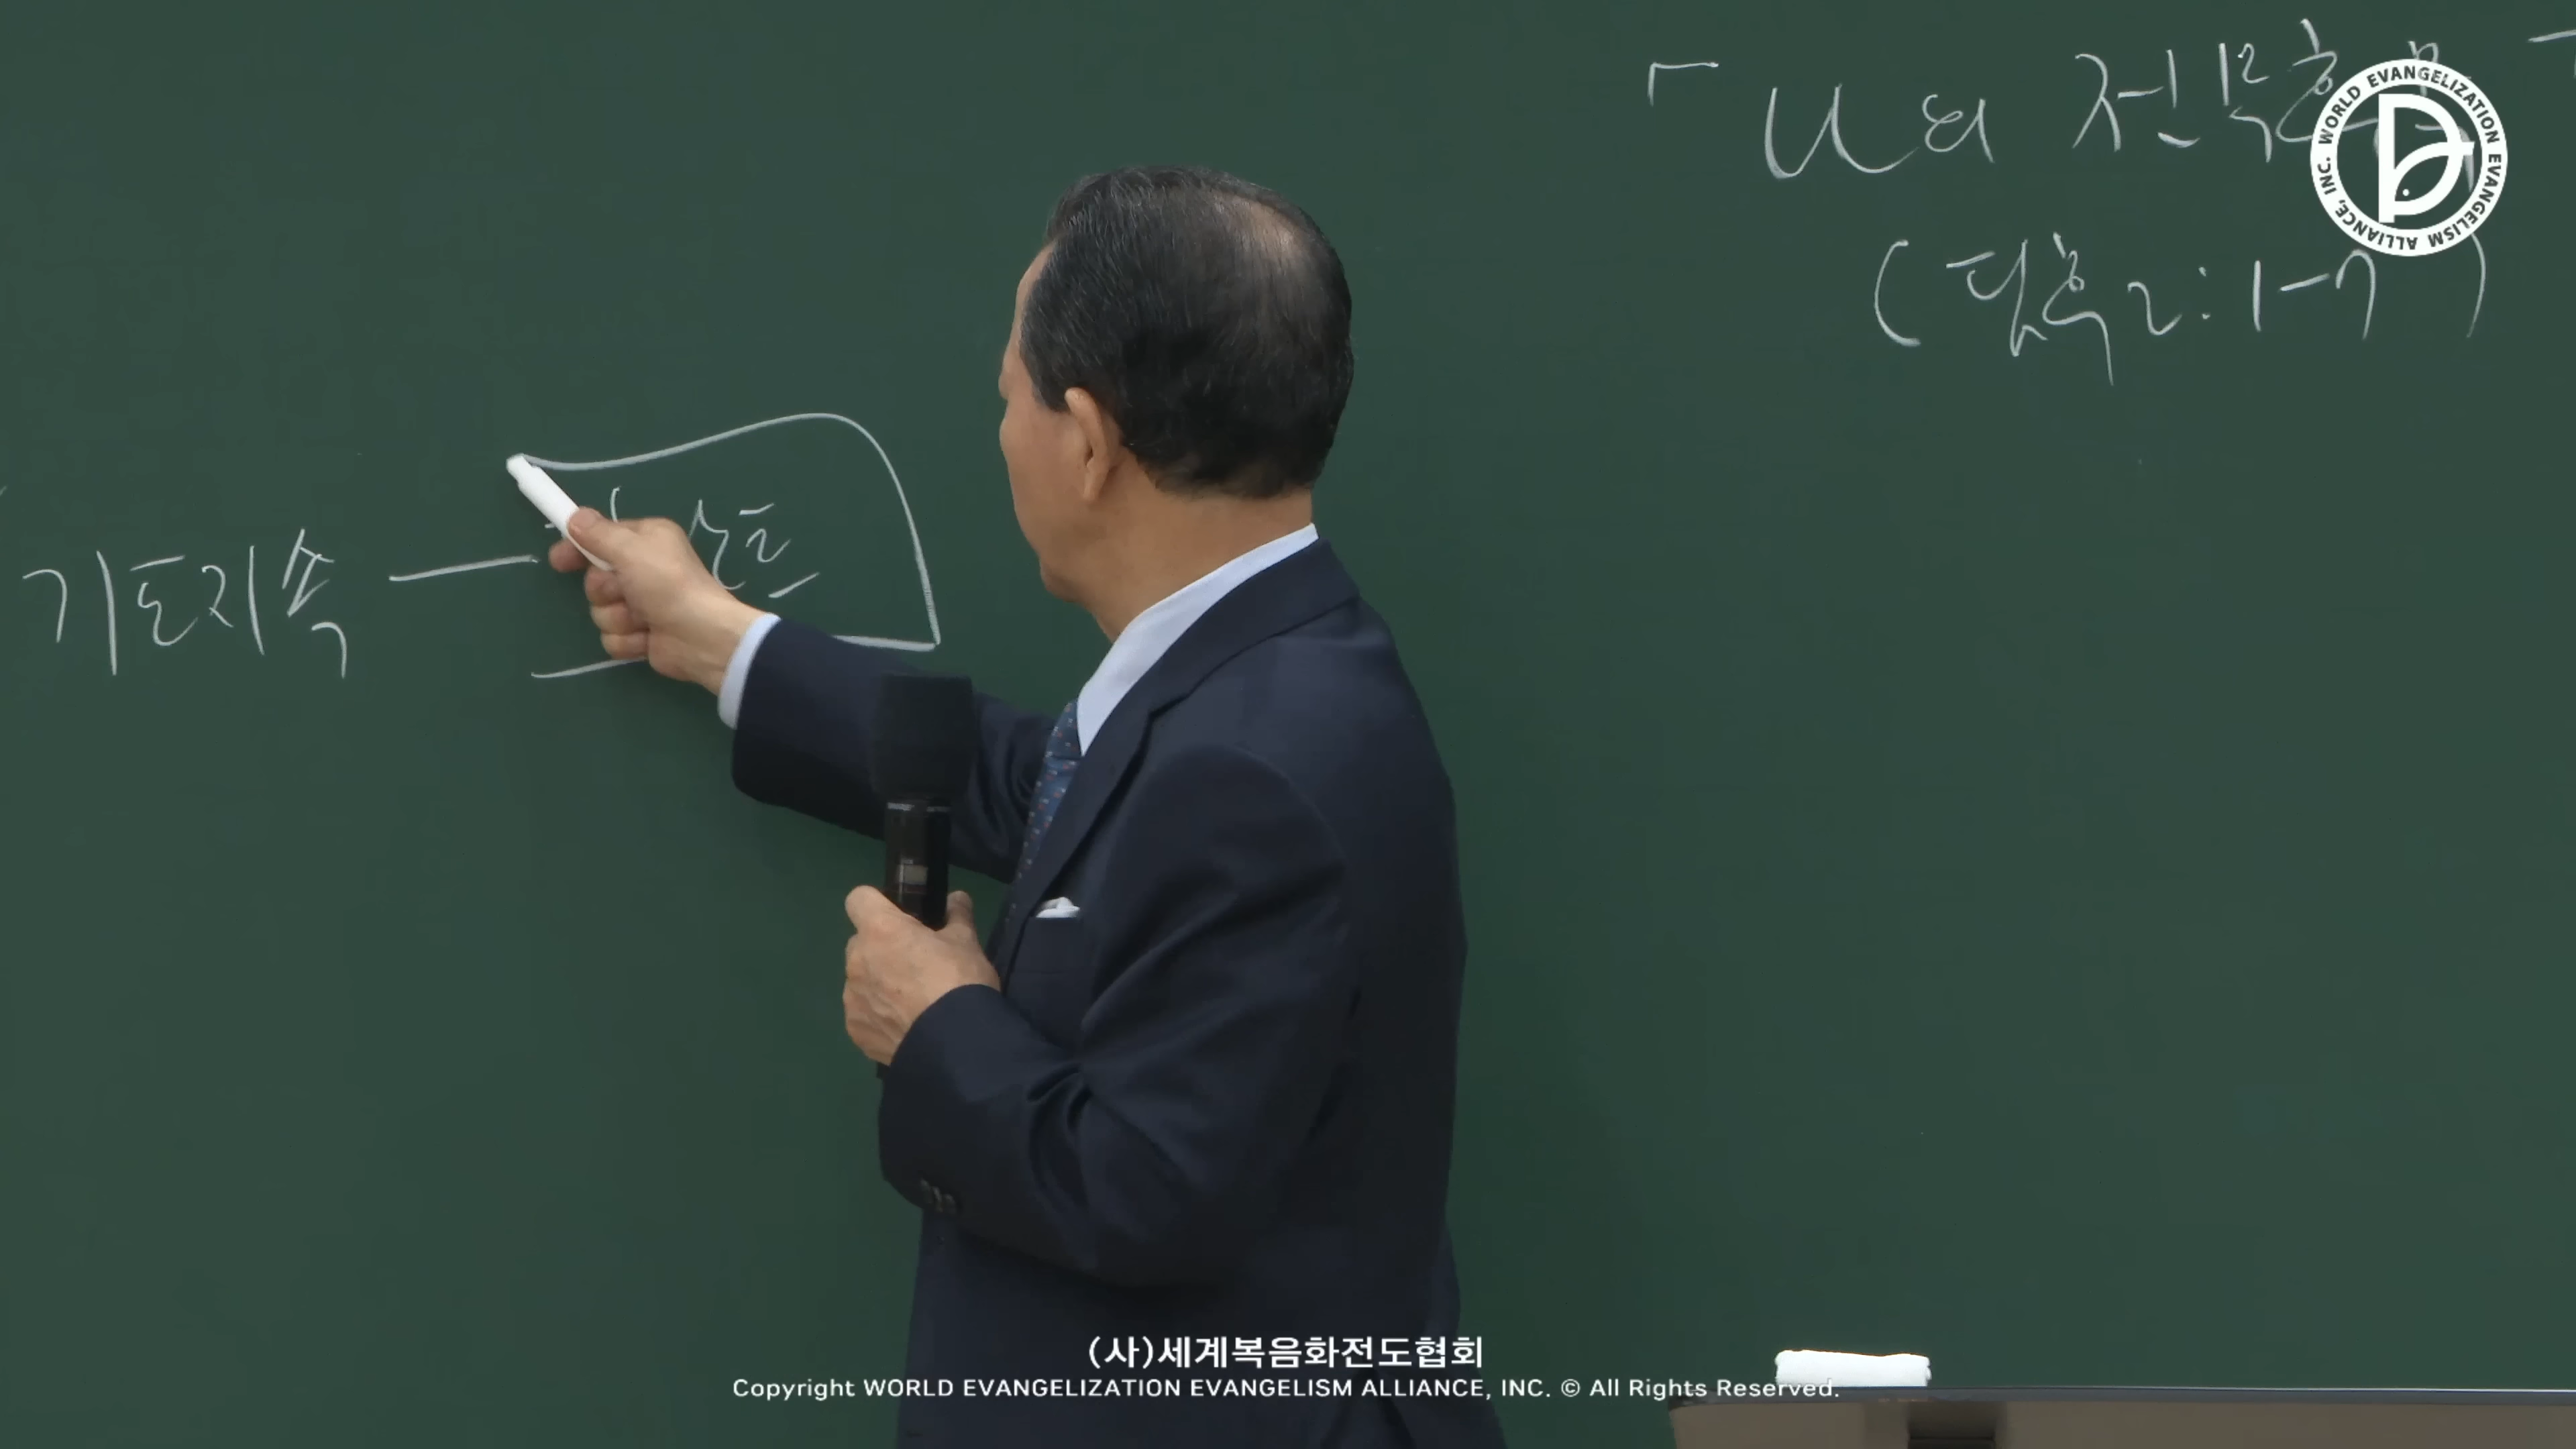 「U의 전
(딤후2:1-7)
기도지속 —
WORLD EVANGELIZATION EVANGELISM ALLIANCE, INC.
(사)세계복음화전도협회
Copyright WORLD EVANGELIZATION EVANGELISM ALLIANCE, INC. © All Rights Reserved.